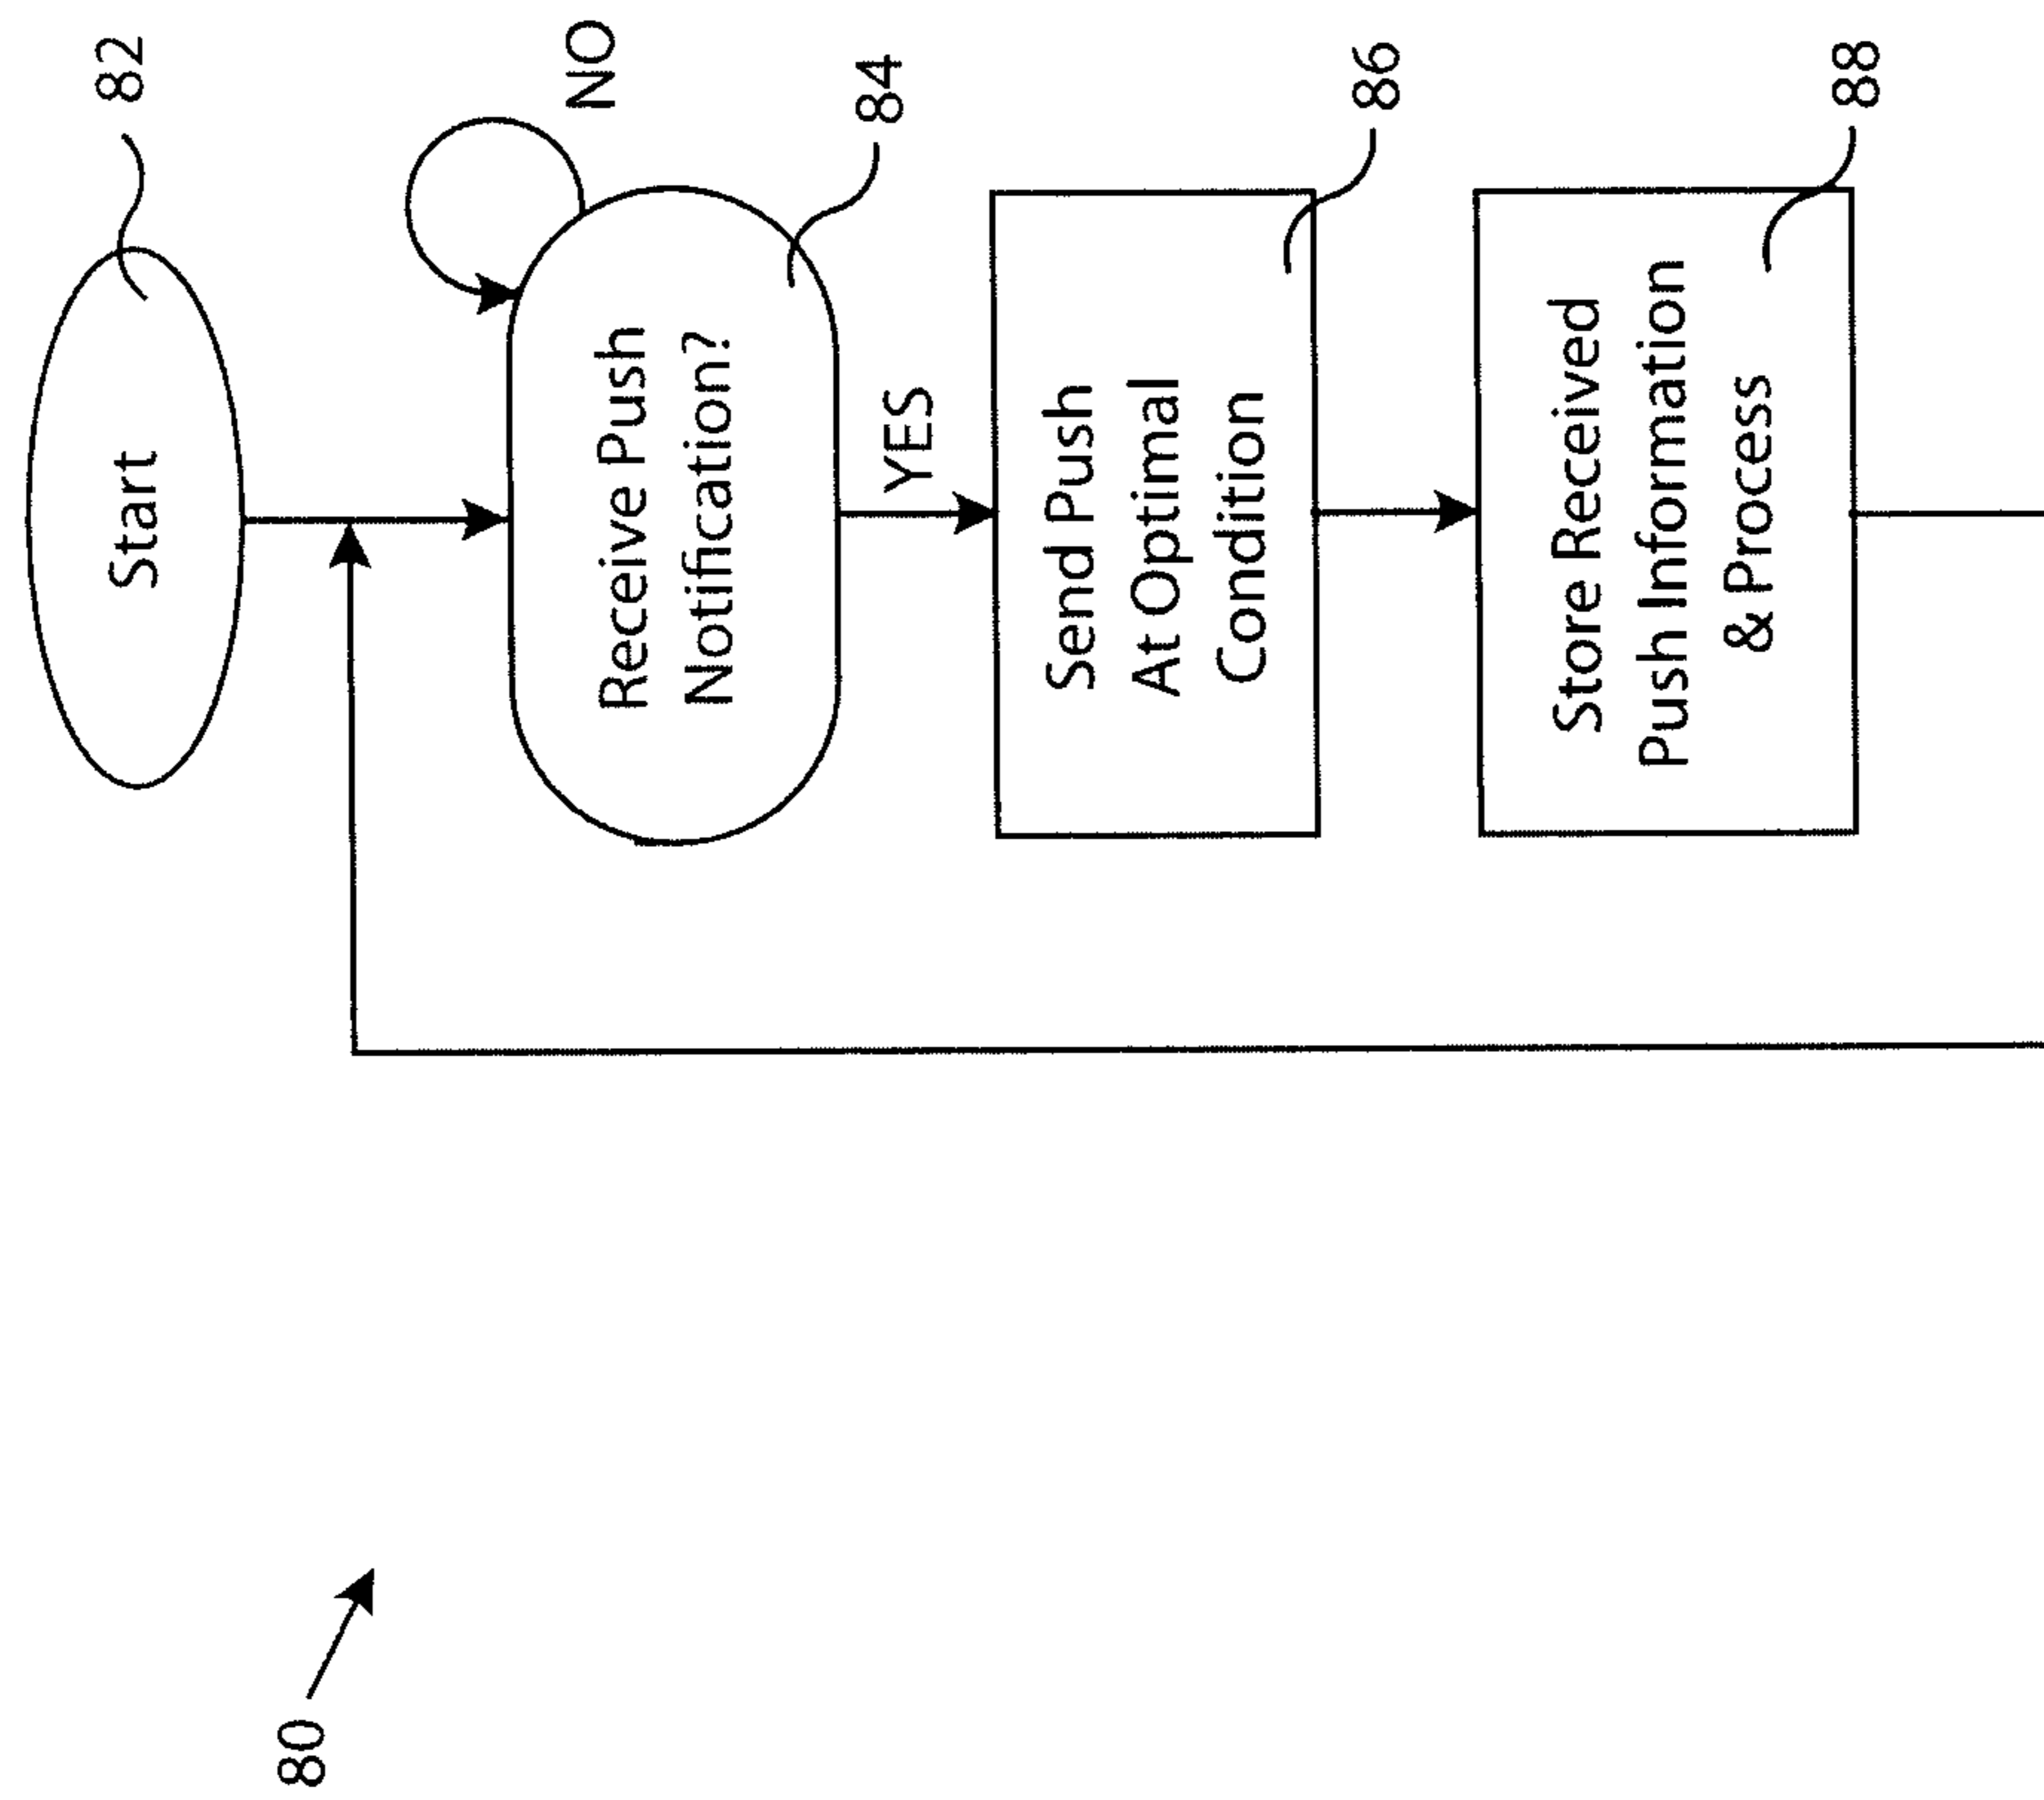 80
Start
82
NO
Receive Push
Notification?
84
YES
Send Push
At Optimal
Condition
86
Store Received
Push Information
& Process
88